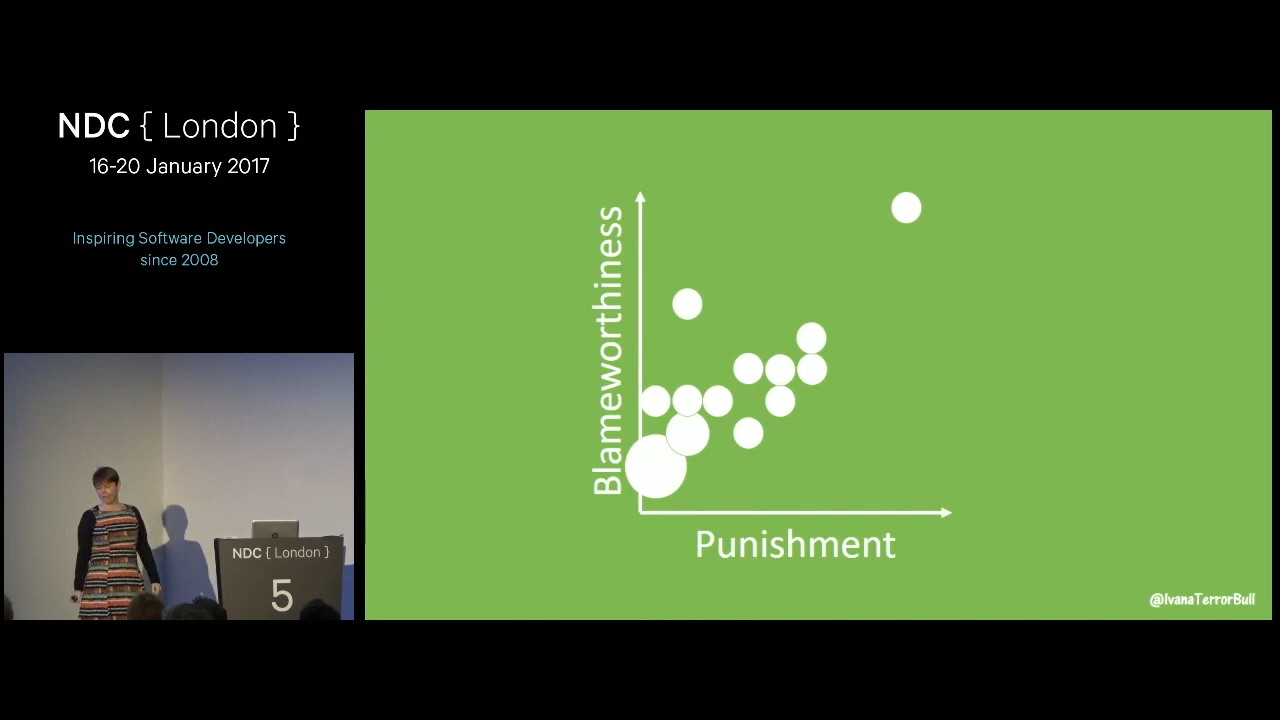 NDC { London }
16-20 January 2017
Inspiring Software Developers
since 2008
Blameworthiness
Punishment
@IvanaTerrorBull
NDC { London }
5